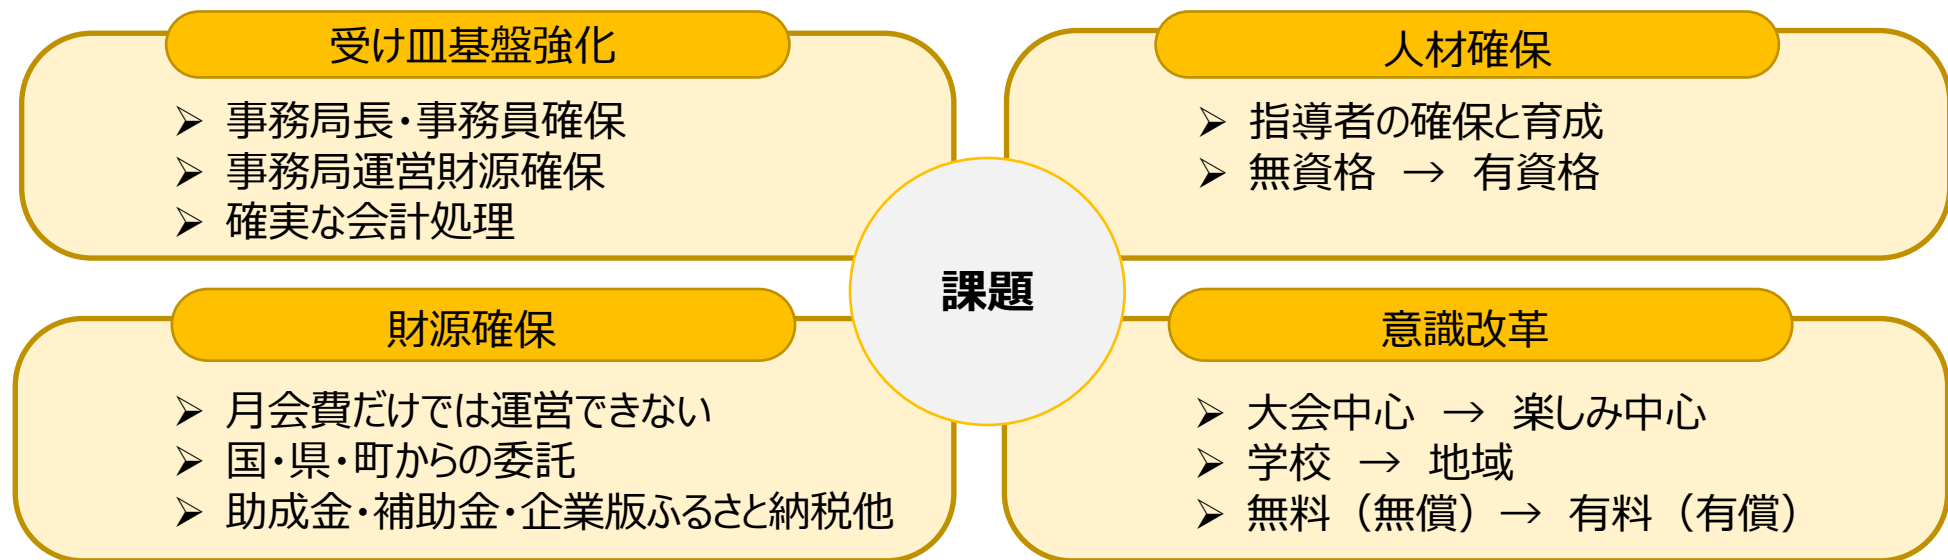 受け皿基盤強化
➢ 事務局長・事務員確保
➢ 事務局運営財源確保
➢ 確実な会計処理
人材確保
➢ 指導者の確保と育成
➢ 無資格 → 有資格
課題
財源確保
➢ 月会費だけでは運営できない
➢ 国・県・町からの委託
➢ 助成金・補助金・企業版ふるさと納税他
意識改革
➢ 大会中心 → 楽しみ中心
➢ 学校 → 地域
➢ 無料（無償）→ 有料（有償）